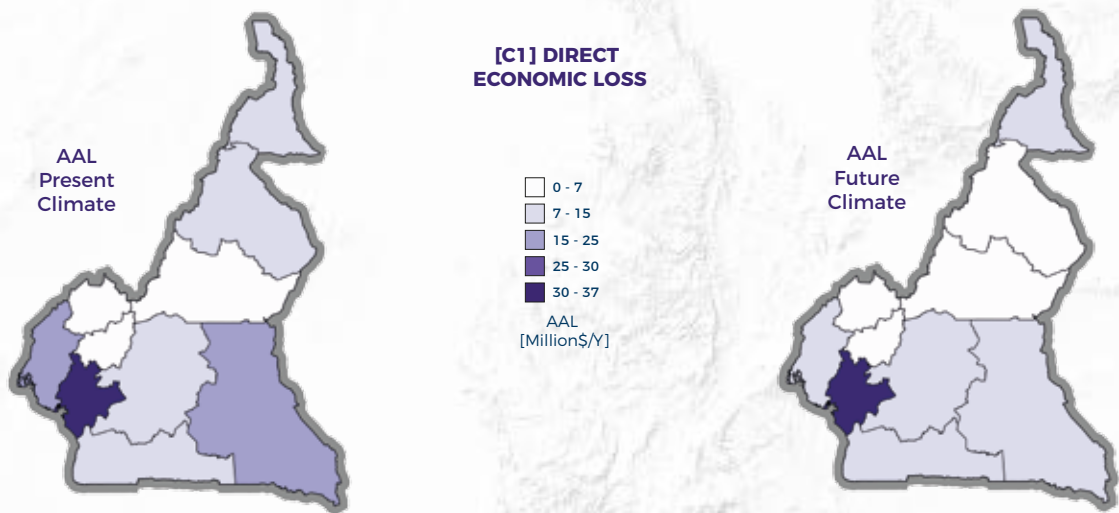 [C1] DIRECT
ECONOMIC LOSS
AAL
Present
Climate
AAL
Future
Climate
0 - 7
7 - 15
15 - 25
25 - 30
30 - 37
AAL
[Million$/Y]